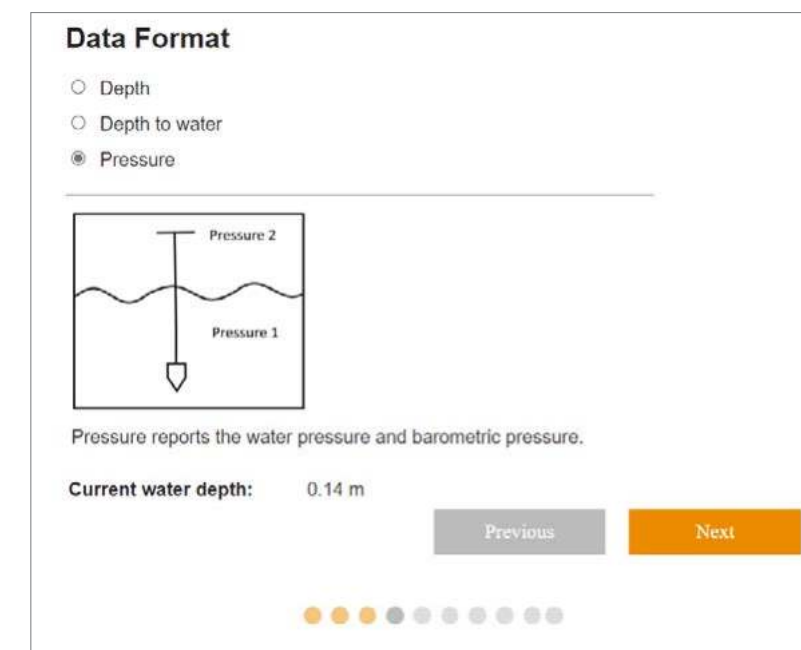 Data Format
Depth
Depth to water
Pressure
Pressure 2
Pressure 1
Pressure reports the water pressure and barometric pressure.
Current water depth: 0.14 m
Previous Next